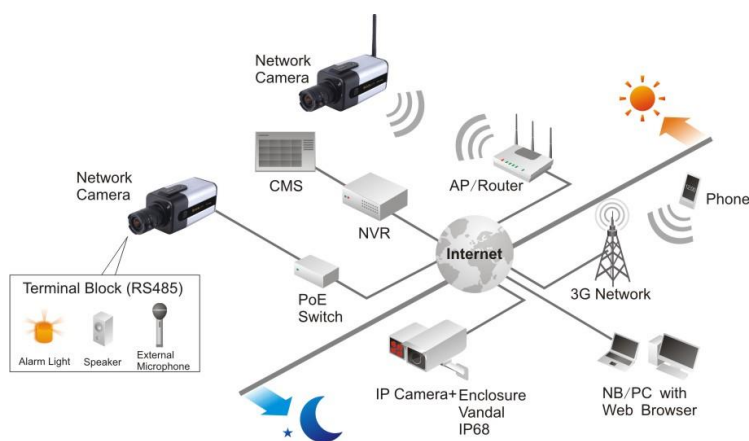 Network
Camera
CMS
NVR
AP/Router
Phone
Network
Camera
Internet
PoE
Switch
3G Network
Terminal Block (RS485)
Alarm Light
Speaker
External
Microphone
IP Camera+ Enclosure
Vandal
IP68
NB/PC with
Web Browser